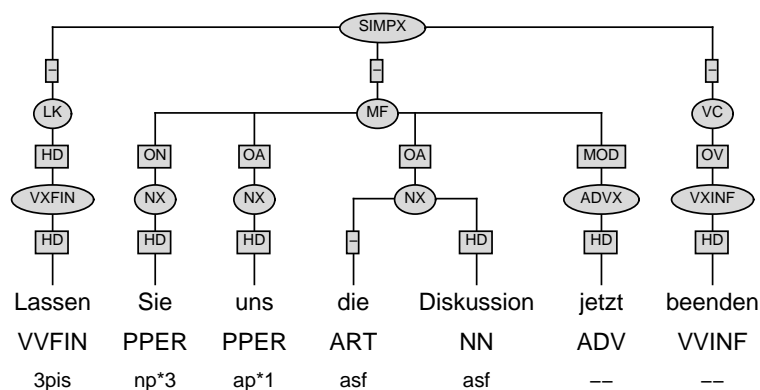 SIMPX
– – –
LK MF VC
HD ON OA OA MOD OV
VXFIN NX NX NX ADVX VXINF
HD HD HD – HD HD HD
Lassen Sie uns die Diskussion jetzt beenden
VVFIN PPER PPER ART NN ADV VVINF
3pis np*3 ap*1 asf asf –– ––